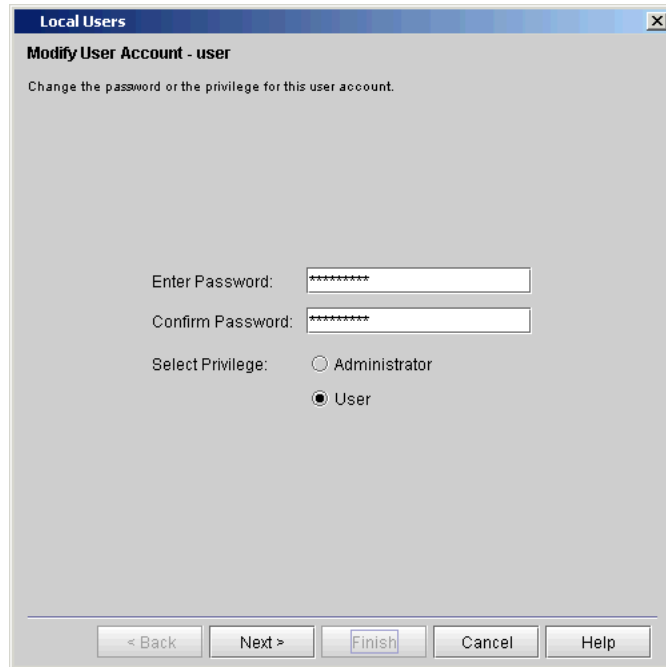 Local Users
Modify User Account - user
Change the password or the privilege for this user account.
Enter Password: *********
Confirm Password: *********
Select Privilege: Administrator
User
< Back Next > Finish Cancel Help